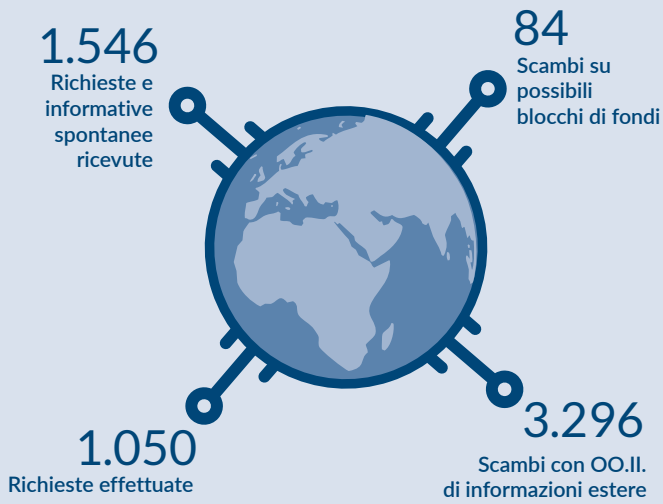 1.546
Richieste e
informative
spontanee
ricevute
84
Scambi su
possibili
blocchi di fondi
1.050
Richieste effettuate
3.296
Scambi con OO.II.
di informazioni estere